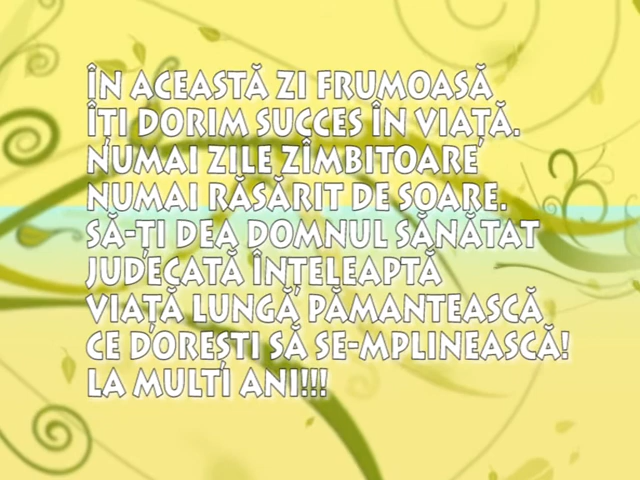 ÎN ACEASTĂ ZI FRUMOASĂ
ÎȚI DORIM SUCCES ÎN VIAȚĂ.
NUMAI ZILE ZÎMBITOARE
NUMAI RĂSĂRIT DE SOARE.
SĂ-ȚI DEA DOMNUL SĂNĂTAT
JUDECATĂ ÎNȚELEAPTĂ
VIAȚĂ LUNGĂ PĂMANTEASCĂ
CE DOREȘTI SĂ SE-MPLINEASCĂ!
LA MULȚI ANI!!!